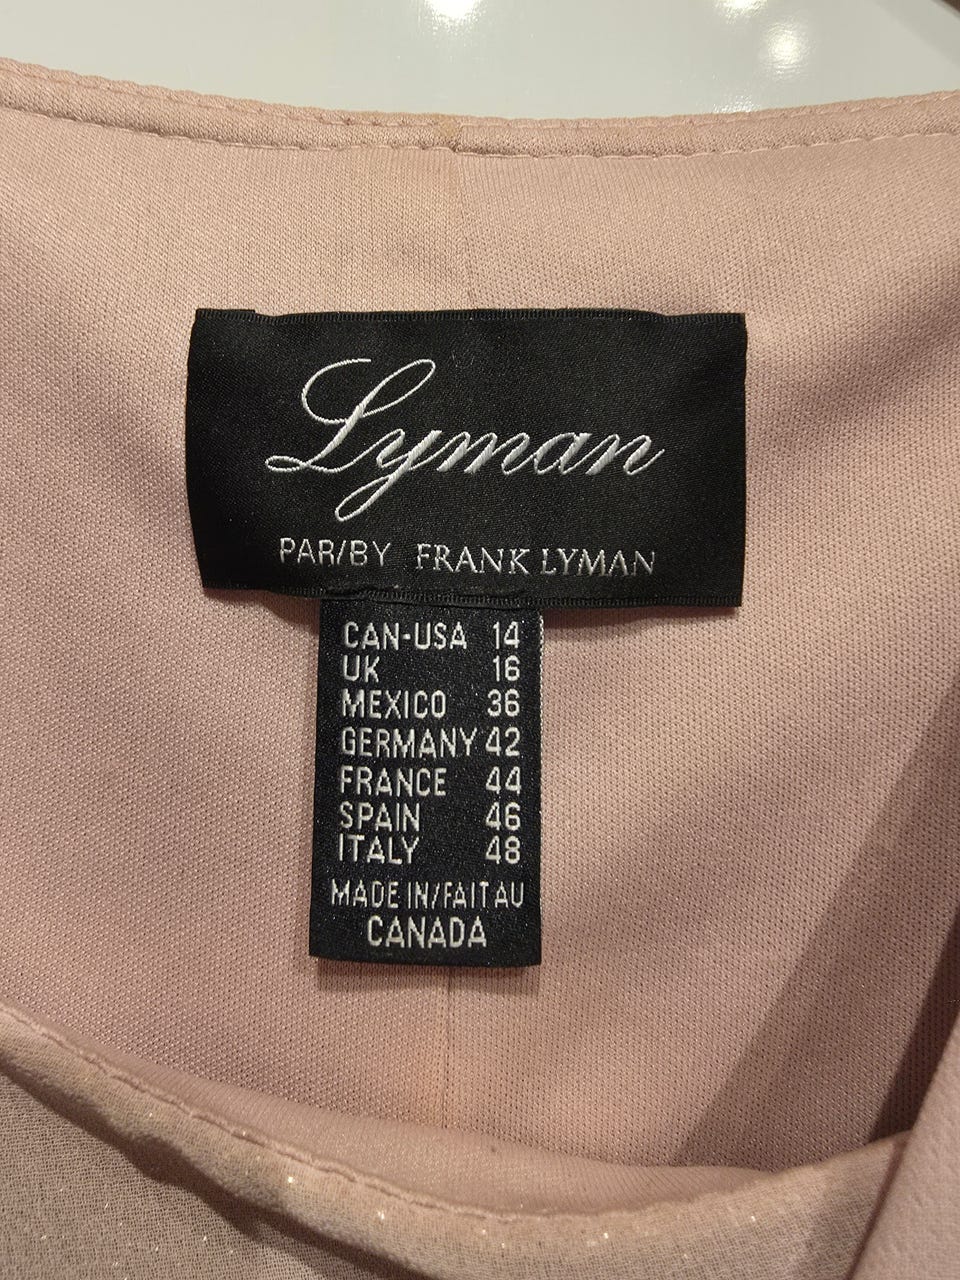 Lyman
PAR/BY FRANK LYMAN
CAN-USA 14
UK 16
MEXICO 36
GERMANY 42
FRANCE 44
SPAIN 46
ITALY 48
MADE IN/FAIT AU
CANADA